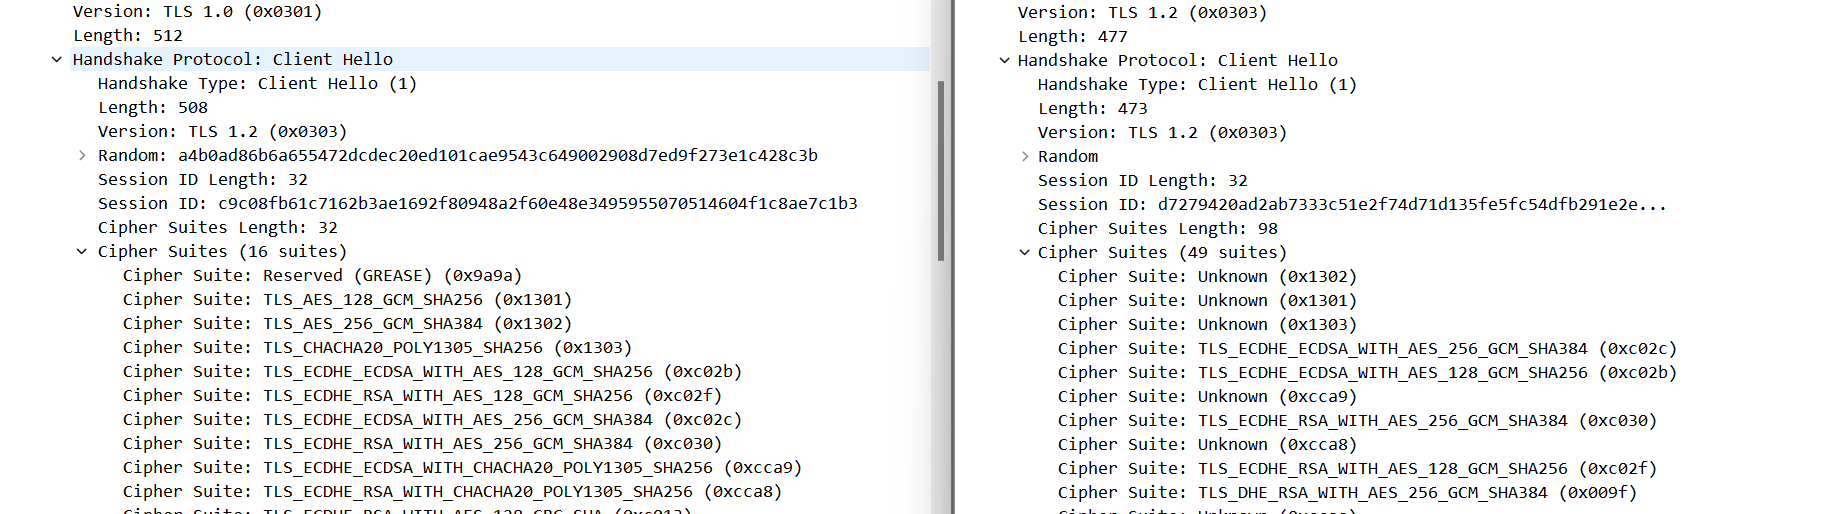 Version: TLS 1.0 (0x0301)
Length: 512
Handshake Protocol: Client Hello
Handshake Type: Client Hello (1)
Length: 508
Version: TLS 1.2 (0x0303)
Random: a4b0ad86b6a655472dcdec20ed101cae9543c649002908d7ed9f273e1c428c3b
Session ID Length: 32
Session ID: c9c08fb61c7162b3ae1692f80948a2f60e48e3495955070514604f1c8ae7c1b3
Cipher Suites Length: 32
Cipher Suites (16 suites)
Cipher Suite: Reserved (GREASE) (0x9a9a)
Cipher Suite: TLS_AES_128_GCM_SHA256 (0x1301)
Cipher Suite: TLS_AES_256_GCM_SHA384 (0x1302)
Cipher Suite: TLS_CHACHA20_POLY1305_SHA256 (0x1303)
Cipher Suite: TLS_ECDHE_ECDSA_WITH_AES_128_GCM_SHA256 (0xc02b)
Cipher Suite: TLS_ECDHE_RSA_WITH_AES_128_GCM_SHA256 (0xc02f)
Cipher Suite: TLS_ECDHE_ECDSA_WITH_AES_256_GCM_SHA384 (0xc02c)
Cipher Suite: TLS_ECDHE_RSA_WITH_AES_256_GCM_SHA384 (0xc030)
Cipher Suite: TLS_ECDHE_ECDSA_WITH_CHACHA20_POLY1305_SHA256 (0xcca9)
Cipher Suite: TLS_ECDHE_RSA_WITH_CHACHA20_POLY1305_SHA256 (0xcca8)
Cipher Suite: TLS_ECDHE_RSA_WITH_AES_128_CBC_SHA (0xc013)
Version: TLS 1.2 (0x0303)
Length: 477
Handshake Protocol: Client Hello
Handshake Type: Client Hello (1)
Length: 473
Version: TLS 1.2 (0x0303)
Random
Session ID Length: 32
Session ID: d7279420ad2ab7333c51e2f74d71d135fe5fc54dfb291e2e...
Cipher Suites Length: 98
Cipher Suites (49 suites)
Cipher Suite: Unknown (0x1302)
Cipher Suite: Unknown (0x1301)
Cipher Suite: Unknown (0x1303)
Cipher Suite: TLS_ECDHE_ECDSA_WITH_AES_256_GCM_SHA384 (0xc02c)
Cipher Suite: TLS_ECDHE_ECDSA_WITH_AES_128_GCM_SHA256 (0xc02b)
Cipher Suite: Unknown (0xcca9)
Cipher Suite: TLS_ECDHE_RSA_WITH_AES_256_GCM_SHA384 (0xc030)
Cipher Suite: Unknown (0xcca8)
Cipher Suite: TLS_ECDHE_RSA_WITH_AES_128_GCM_SHA256 (0xc02f)
Cipher Suite: TLS_DHE_RSA_WITH_AES_256_GCM_SHA384 (0x009f)
Cipher Suite: Unknown